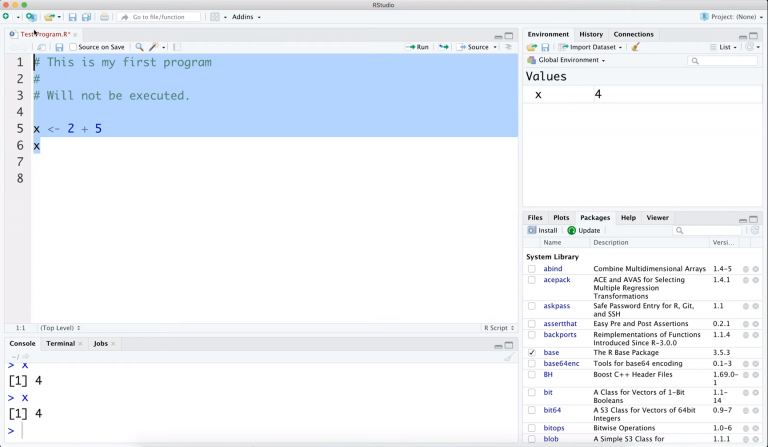 RStudio
Go to file/function
Addins
Project: (None)
TestProgram.R*
Source on Save
Run
Source
1 # This is my first program
2 #
3 # Will not be executed.
4
5 x <- 2 + 5
6 x
7
8
1:1 (Top Level) R Script
Console Terminal Jobs
~/
> x
[1] 4
> x
[1] 4
>
Environment History Connections
Import Dataset List
Global Environment
Values
x 4
Files Plots Packages Help Viewer
Install Update
Name Description Versi...
System Library
abind Combine Multidimensional Arrays 1.4-5
acepack ACE and AVAS for Selecting 1.4.1
Multiple Regression
Transformations
askpass Safe Password Entry for R, Git, 1.1
and SSH
assertthat Easy Pre and Post Assertions 0.2.1
backports Reimplementations of Functions 1.1.4
Introduced Since R-3.0.0
base The R Base Package 3.5.3
base64enc Tools for base64 encoding 0.1-3
BH Boost C++ Header Files 1.69.0-
1
bit A Class for Vectors of 1-Bit 1.1-
Booleans 14
bit64 A S3 Class for Vectors of 64bit 0.9-7
Integers
bitops Bitwise Operations 1.0-6
blob A Simple S3 Class for 1.1.1